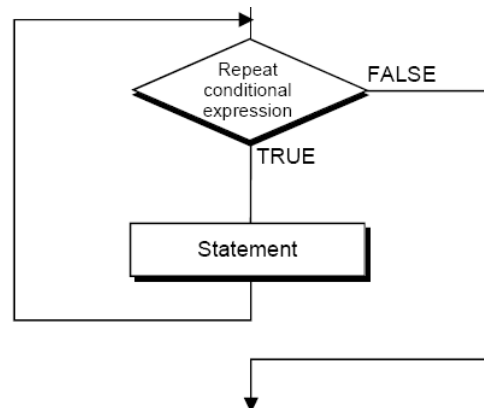 Repeat
conditional
expression
FALSE
TRUE
Statement